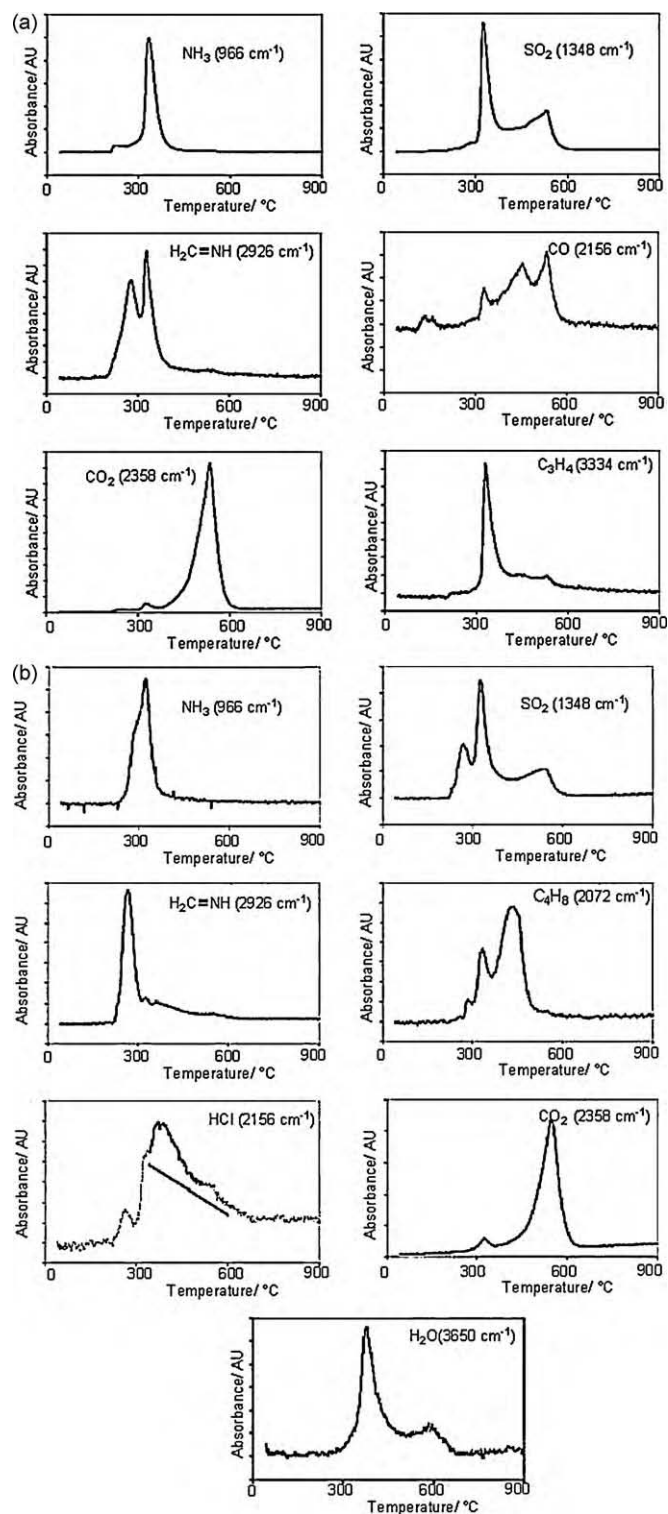 (a)
NH3 (966 cm-1)
Absorbance/ AU
0 300 600 900
Temperature/ °C
SO2 (1348 cm-1)
Absorbance/ AU
0 300 600 900
Temperature/ °C
H2C=NH (2926 cm-1)
Absorbance/ AU
0 300 600 900
Temperature/ °C
CO (2156 cm-1)
Absorbance/ AU
0 300 600 900
Temperature/ °C
CO2 (2358 cm-1)
Absorbance/ AU
0 300 600 900
Temperature/ °C
C3H4 (3334 cm-1)
Absorbance/ AU
0 300 600 900
Temperature/ °C
(b)
NH3 (966 cm-1)
Absorbance/ AU
0 300 600 900
Temperature/ °C
SO2 (1348 cm-1)
Absorbance/ AU
0 300 600 900
Temperature/ °C
H2C=NH (2926 cm-1)
Absorbance/ AU
0 300 600 900
Temperature/ °C
C4H8 (2072 cm-1)
Absorbance/ AU
0 300 600 900
Temperature/ °C
HCl (2156 cm-1)
Absorbance/ AU
0 300 600 900
Temperature/ °C
CO2 (2358 cm-1)
Absorbance/ AU
0 300 600 900
Temperature/ °C
H2O(3650 cm-1)
Absorbance/ AU
0 300 600 900
Temperature/ °C